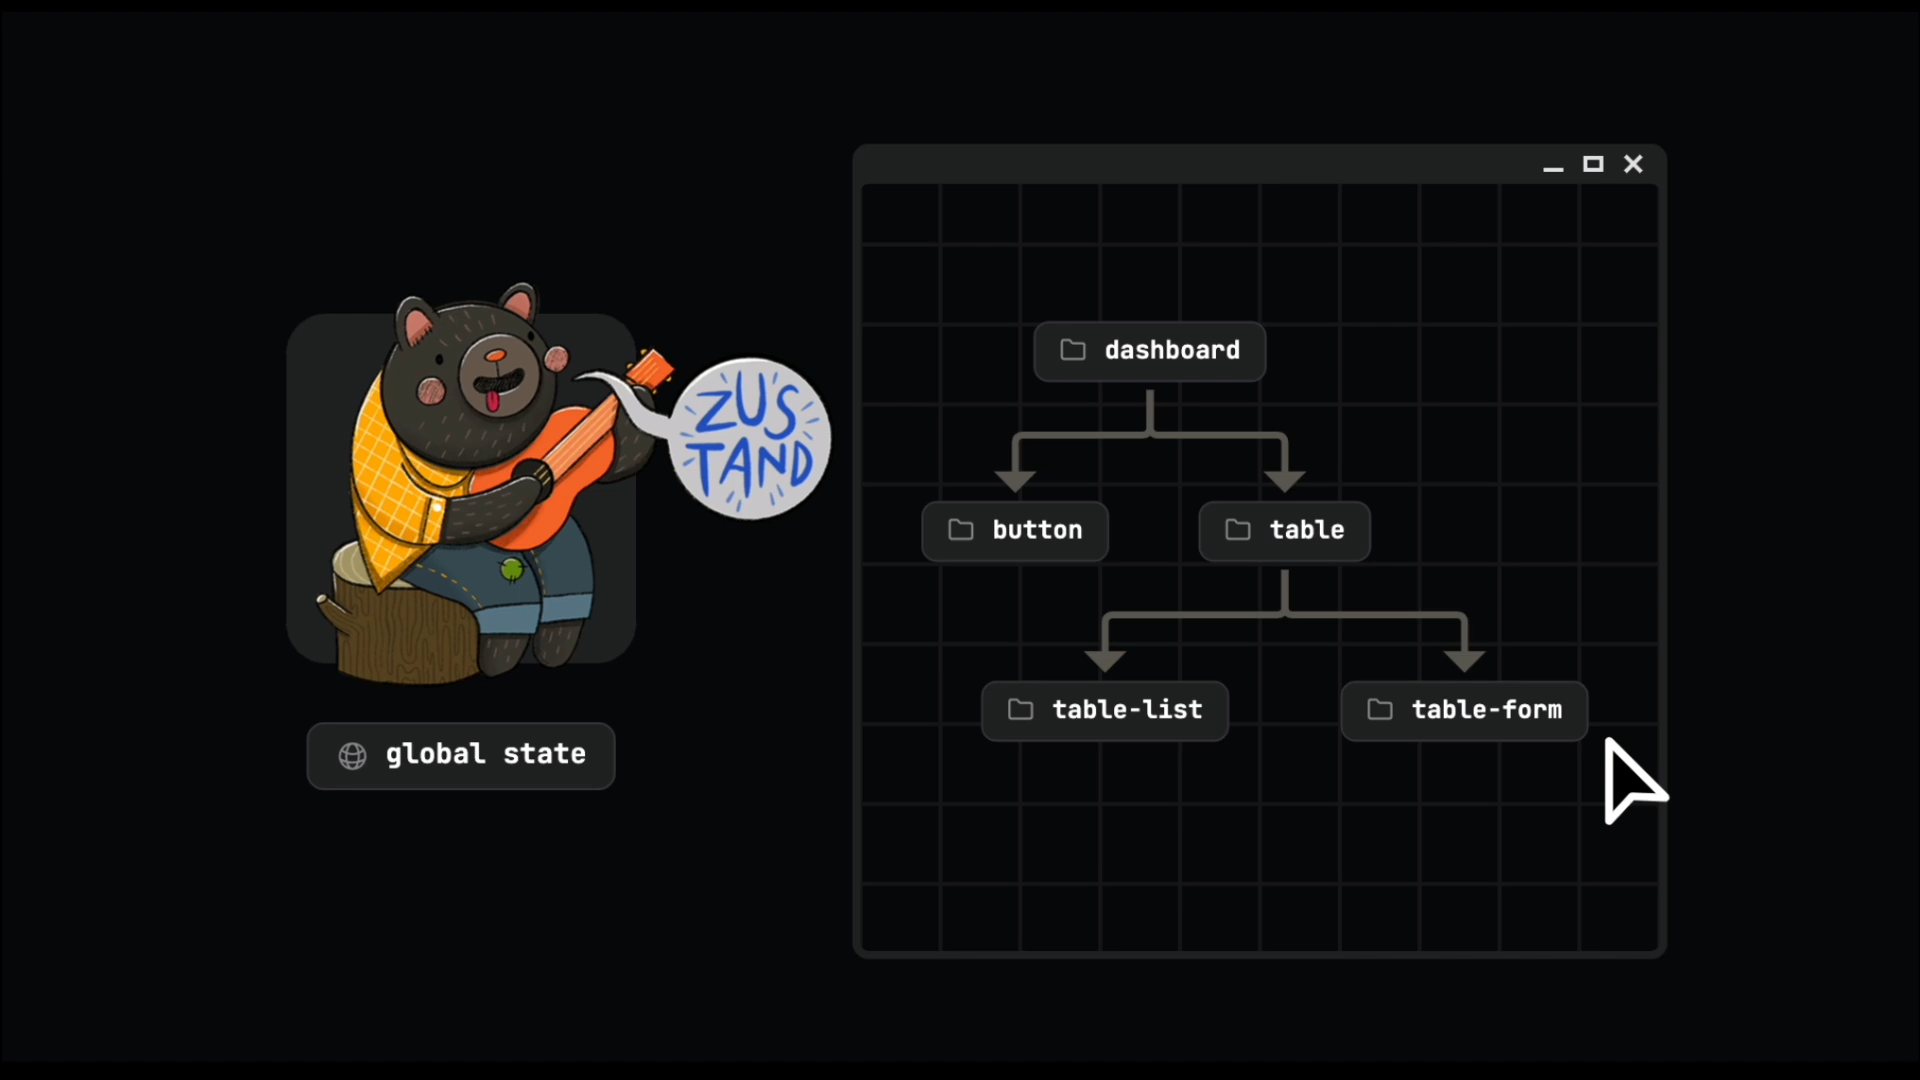 ZUS
TAND
global state
dashboard
button
table
table-list
table-form